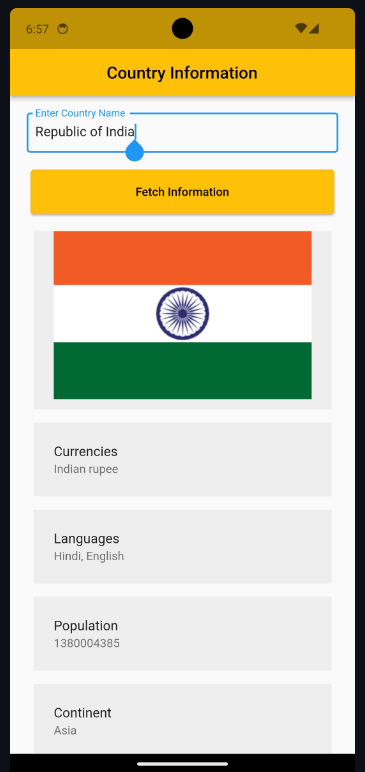 6:57
Country Information
Enter Country Name
Republic of India
Fetch Information
Currencies
Indian rupee
Languages
Hindi, English
Population
1380004385
Continent
Asia